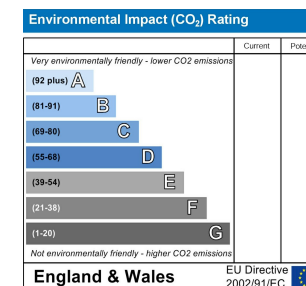 Environmental Impact (CO₂) Rating
Current Pote
Very environmentally friendly - lower CO2 emissions
(92 plus) A
(81-91) B
(69-80) C
(55-68) D
(39-54) E
(21-38) F
(1-20) G
Not environmentally friendly - higher CO2 emissions
England & Wales
EU Directive
2002/91/EC